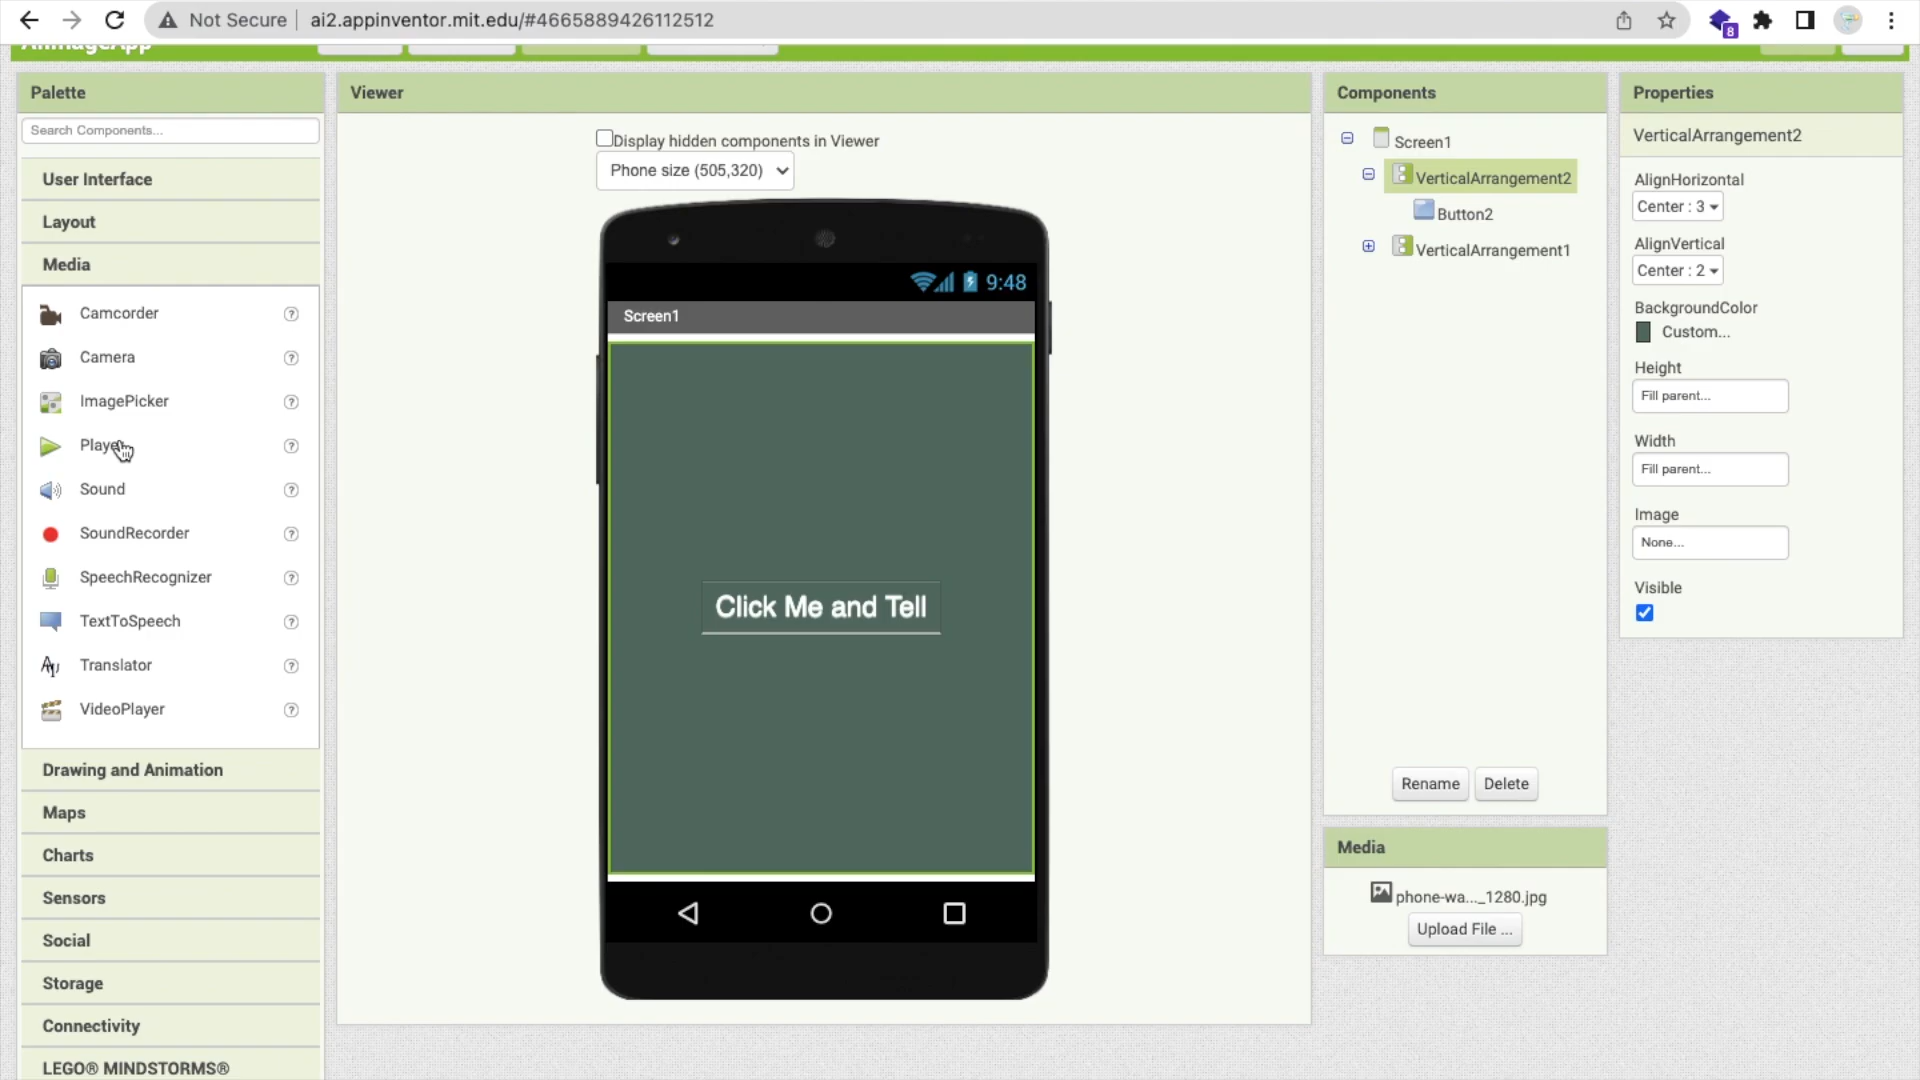 Not Secure
ai2.appinventor.mit.edu/#4665889426112512
8
Palette
Search Components...
User Interface
Layout
Media
Camcorder ?
Camera ?
ImagePicker ?
Player ?
Sound ?
SoundRecorder ?
SpeechRecognizer ?
TextToSpeech ?
Translator ?
VideoPlayer ?
Drawing and Animation
Maps
Charts
Sensors
Social
Storage
Connectivity
LEGO® MINDSTORMS®
Viewer
Display hidden components in Viewer
Phone size (505,320)
9:48
Screen1
Click Me and Tell
Components
Screen1
VerticalArrangement2
Button2
VerticalArrangement1
Rename Delete
Media
phone-wa..._1280.jpg
Upload File ...
Properties
VerticalArrangement2
AlignHorizontal
Center : 3
AlignVertical
Center : 2
BackgroundColor
Custom...
Height
Fill parent...
Width
Fill parent...
Image
None...
Visible